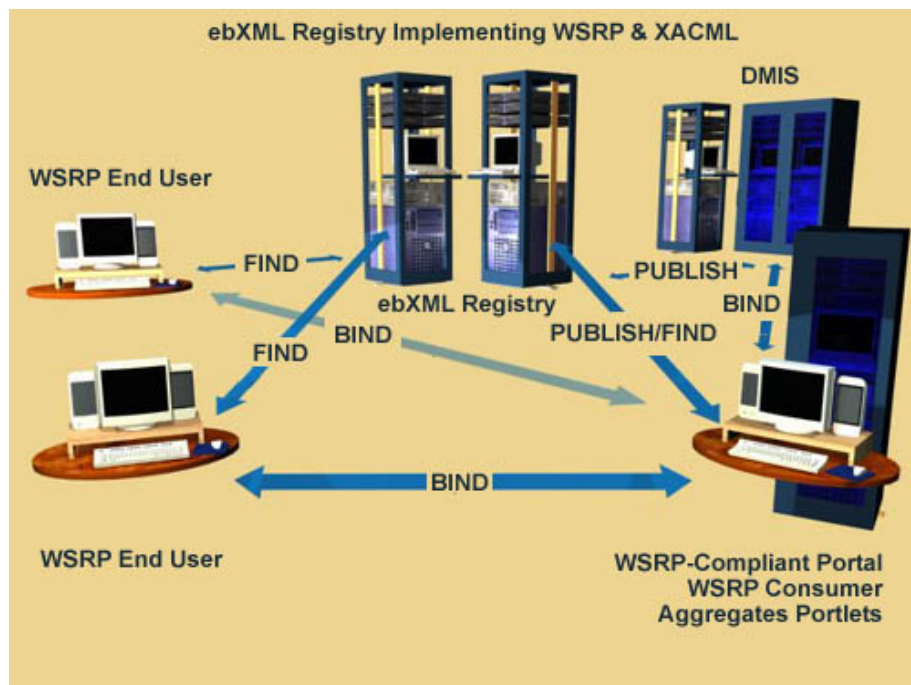 ebXML Registry Implementing WSRP & XACML
DMIS
WSRP End User
FIND
PUBLISH
ebXML Registry
BIND
BIND
PUBLISH/FIND
FIND
BIND
WSRP End User
WSRP-Compliant Portal
WSRP Consumer
Aggregates Portlets